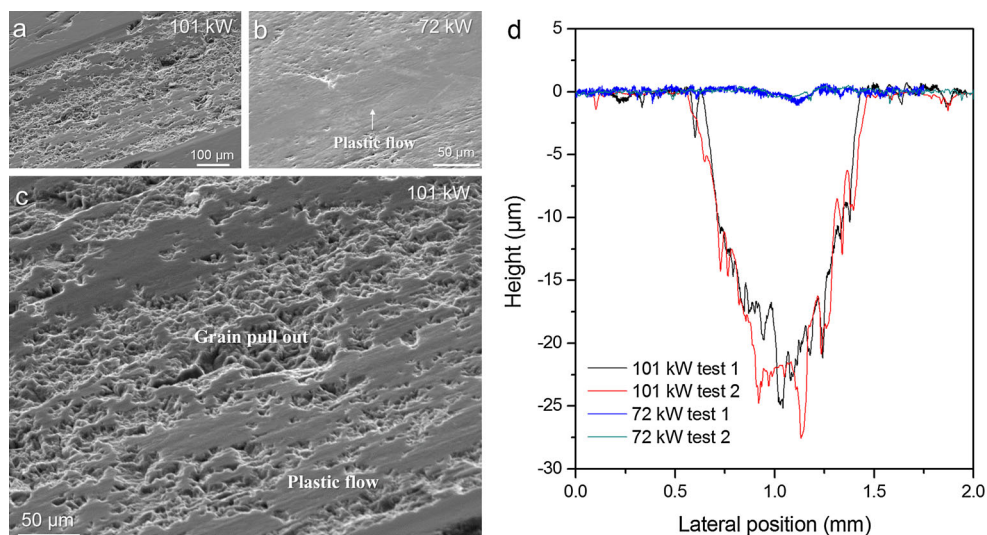 a
101 kW
100 µm
b
72 kW
Plastic flow
50 µm
c
101 kW
Grain pull out
Plastic flow
50 µm
d
5
0
-5
-10
-15
-20
-25
-30
Height (µm)
101 kW test 1
101 kW test 2
72 kW test 1
72 kW test 2
0.0 0.5 1.0 1.5 2.0
Lateral position (mm)